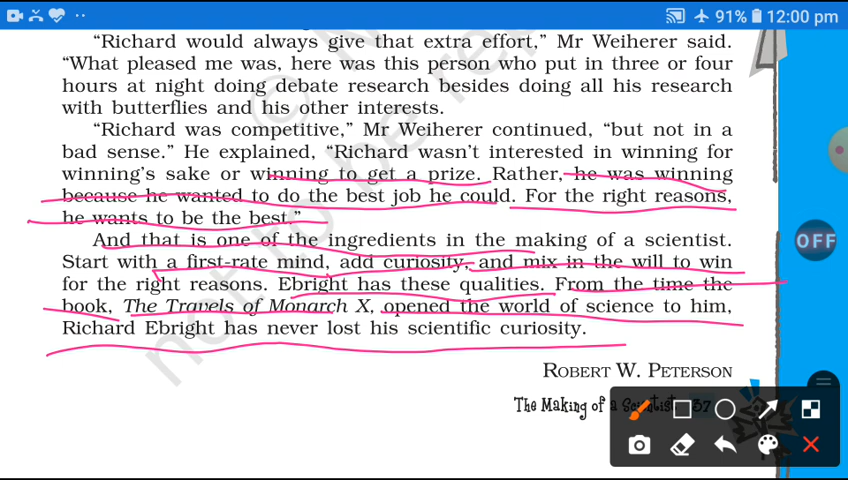 91% 12:00 pm
“Richard would always give that extra effort,” Mr Weiherer said.
“What pleased me was, here was this person who put in three or four
hours at night doing debate research besides doing all his research
with butterflies and his other interests.
“Richard was competitive,” Mr Weiherer continued, “but not in a
bad sense.” He explained, “Richard wasn’t interested in winning for
winning’s sake or winning to get a prize. Rather, he was winning
because he wanted to do the best job he could. For the right reasons,
he wants to be the best.”
And that is one of the ingredients in the making of a scientist.
Start with a first-rate mind, add curiosity, and mix in the will to win
for the right reasons. Ebright has these qualities. From the time the
book, The Travels of Monarch X, opened the world of science to him,
Richard Ebright has never lost his scientific curiosity.
ROBERT W. PETERSON
The Making of a Scientist 37
OFF